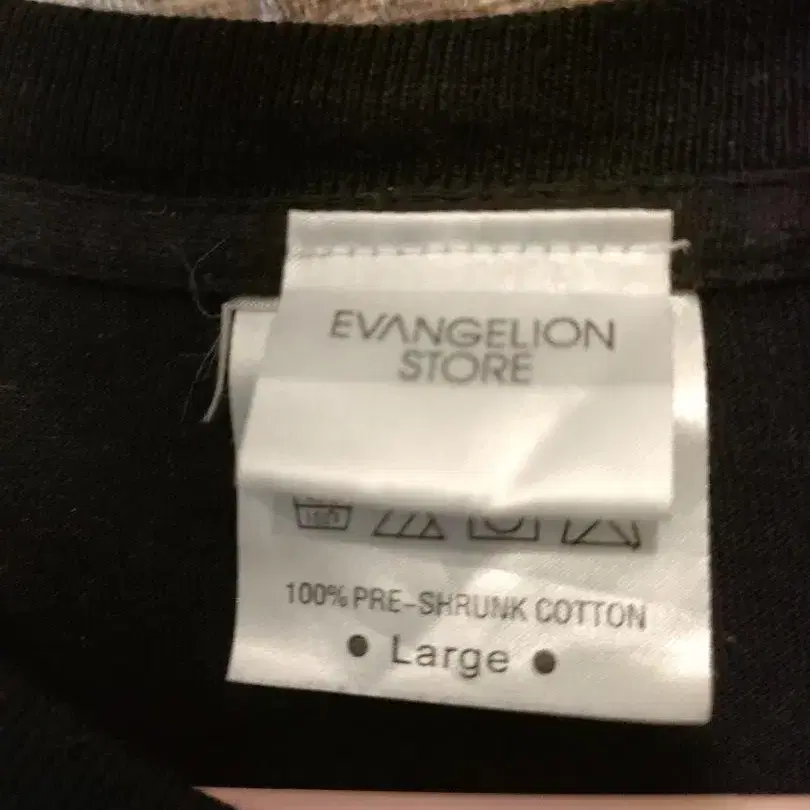 EVANGELION
STORE
100% PRE-SHRUNK COTTON
• Large •